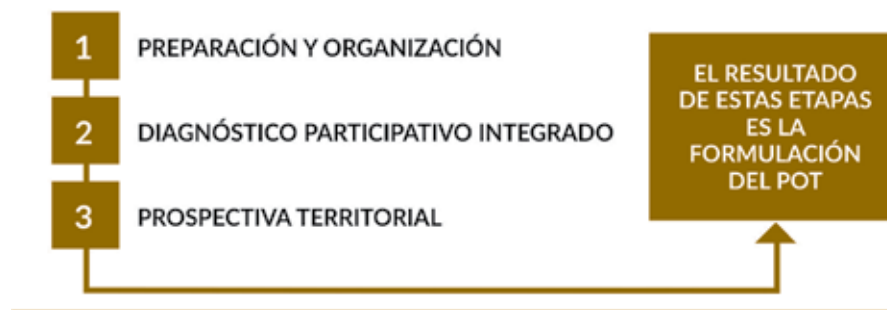 1 PREPARACIÓN Y ORGANIZACIÓN
2 DIAGNÓSTICO PARTICIPATIVO INTEGRADO
3 PROSPECTIVA TERRITORIAL
EL RESULTADO
DE ESTAS ETAPAS
ES LA
FORMULACIÓN
DEL POT